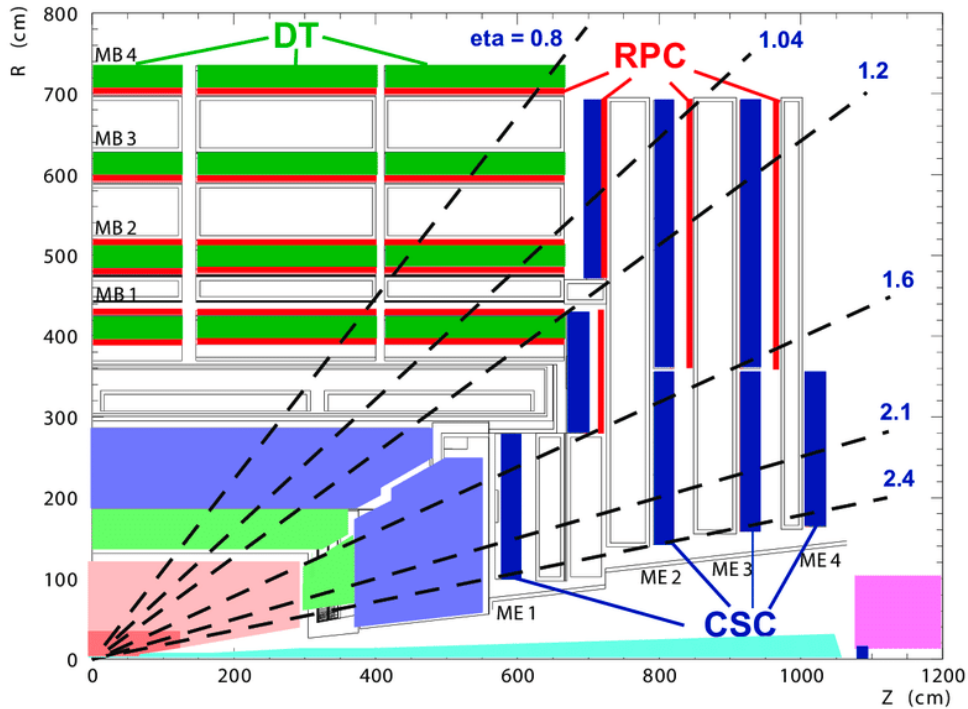 R (cm)
800
700
600
500
400
300
200
100
0
MB 4
MB 3
MB 2
MB 1
DT
eta = 0.8
RPC
1.04
1.2
1.6
2.1
2.4
ME 1
ME 2
ME 3
ME 4
CSC
0
200
400
600
800
1000
1200
Z (cm)